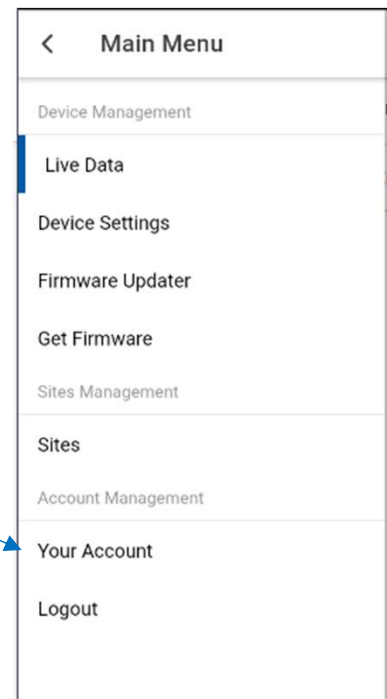 Main Menu
Device Management
Live Data
Device Settings
Firmware Updater
Get Firmware
Sites Management
Sites
Account Management
Your Account
Logout